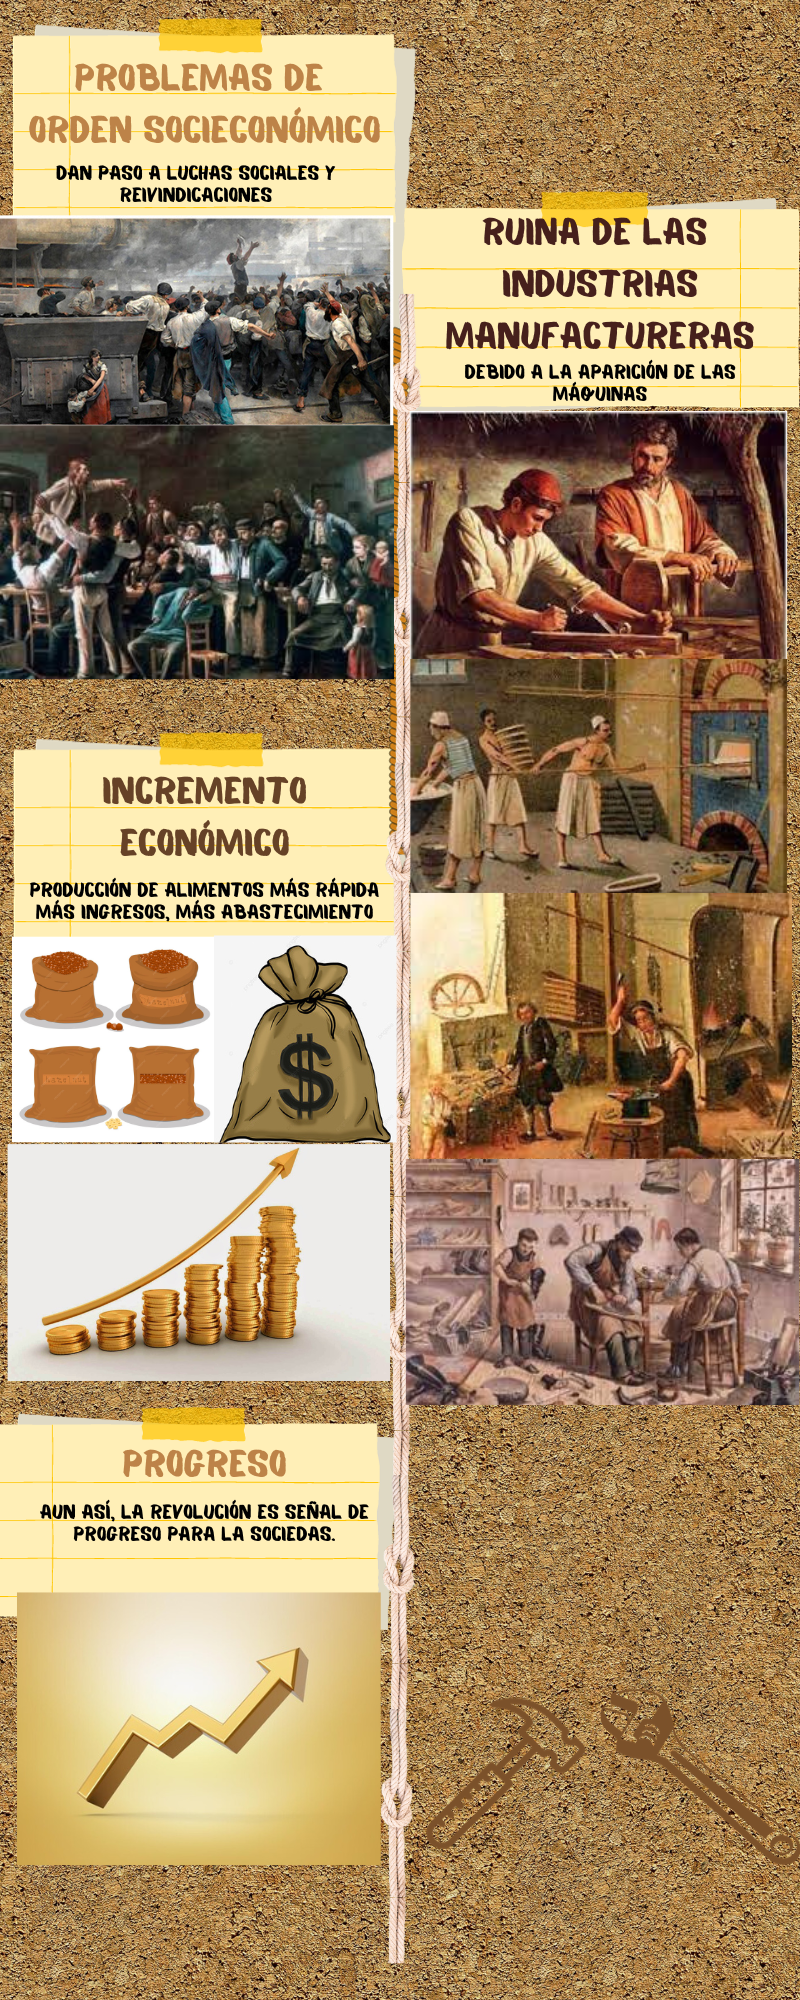 PROBLEMAS DE
ORDEN SOCIECONÓMICO
DAN PASO A LUCHAS SOCIALES Y
REIVINDICACIONES
RUINA DE LAS
INDUSTRIAS
MANUFACTURERAS
DEBIDO A LA APARICIÓN DE LAS
MÁQUINAS
INCREMENTO
ECONÓMICO
PRODUCCIÓN DE ALIMENTOS MÁS RÁPIDA
MÁS INGRESOS, MÁS ABASTECIMIENTO
$
PROGRESO
AUN ASÍ, LA REVOLUCIÓN ES SEÑAL DE
PROGRESO PARA LA SOCIEDAS.